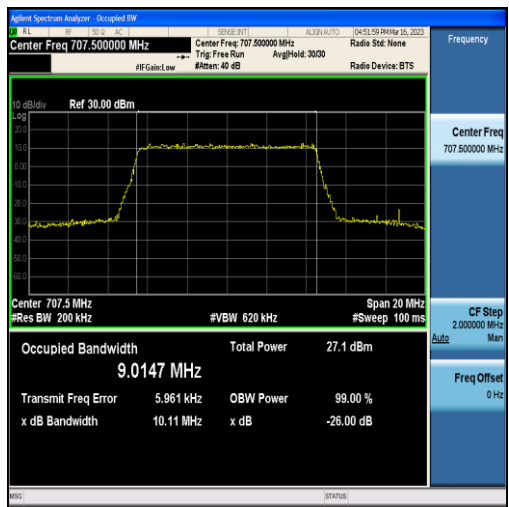 Agilent Spectrum Analyzer - Occupied BW
RL RF 50 Ω AC SENSE:INT ALIGN AUTO 04:51:59 PM Mar 16, 2023
Center Freq 707.500000 MHz
Center Freq: 707.500000 MHz
Radio Std: None
Trig: Free Run Avg|Hold: 30/30
#IFGain:Low #Atten: 40 dB Radio Device: BTS
10 dB/div Ref 30.00 dBm
Log
20.0
10.0
0.00
-10.0
-20.0
-30.0
-40.0
-50.0
-60.0
Center 707.5 MHz Span 20 MHz
#Res BW 200 kHz #VBW 620 kHz #Sweep 100 ms
Occupied Bandwidth Total Power 27.1 dBm
9.0147 MHz
Transmit Freq Error 5.961 kHz OBW Power 99.00 %
x dB Bandwidth 10.11 MHz x dB -26.00 dB
MSG STATUS
Frequency
Center Freq
707.500000 MHz
CF Step
2.000000 MHz
Auto Man
Freq Offset
0 Hz